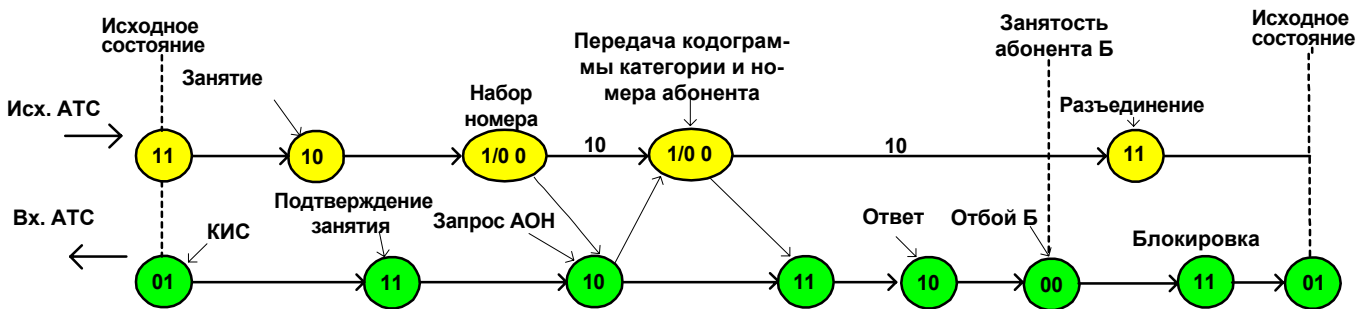 Исходное
состояние
Занятие
Набор
номера
Передача кодограм-
мы категории и но-
мера абонента
Занятость
абонента Б
Исходное
состояние
Разъединение
Исх. АТС
11
10
1/0 0
10
1/0 0
10
11
Вх. АТС
КИС
Подтверждение
занятия
Запрос АОН
Ответ
Отбой Б
Блокировка
01
11
10
11
10
00
11
01